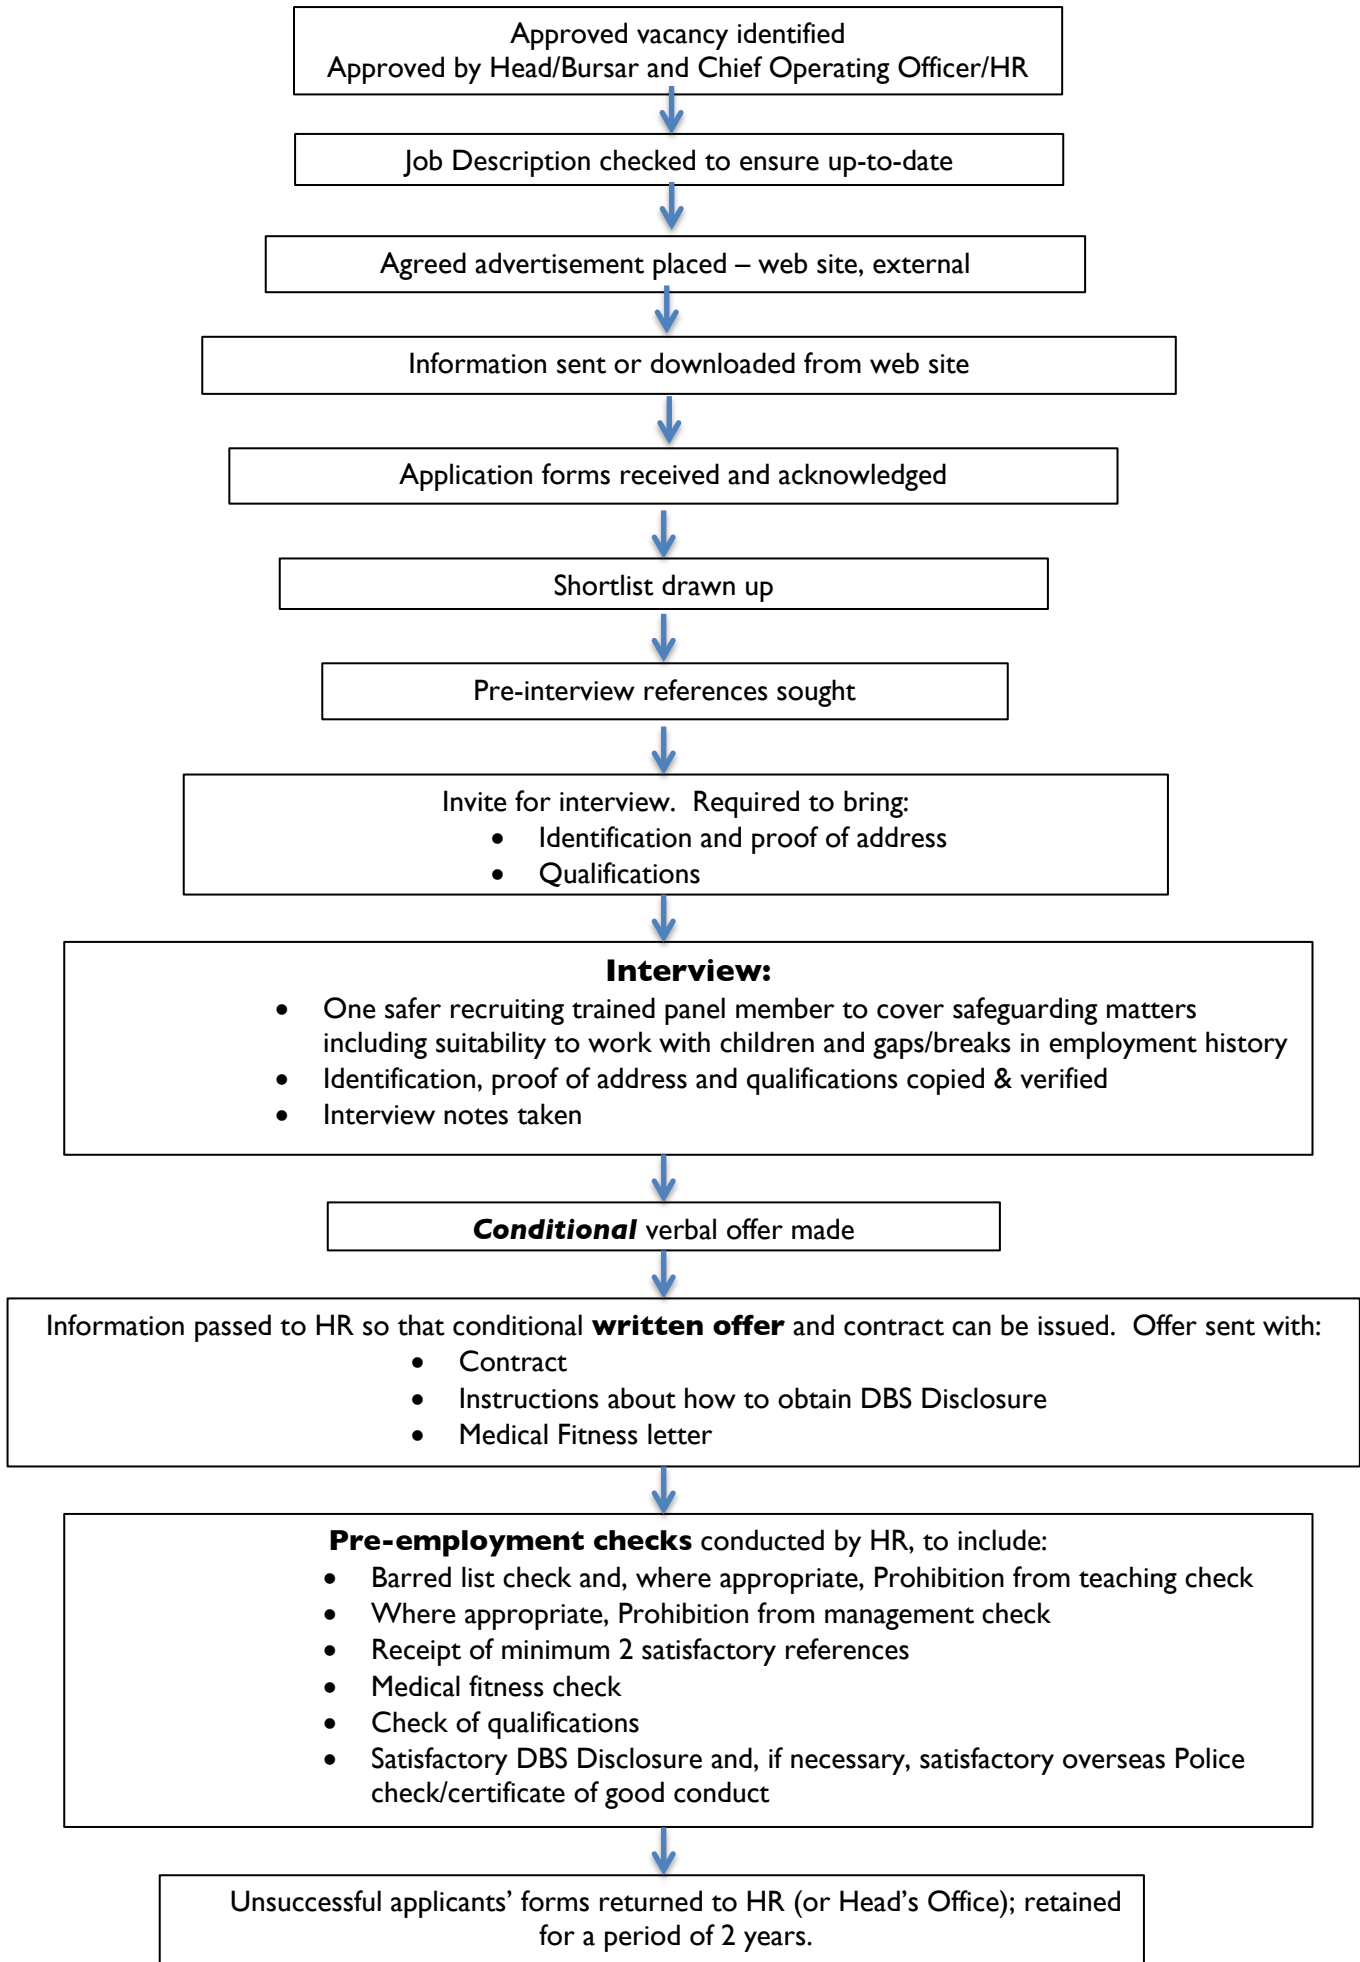 Approved vacancy identified
Approved by Head/Bursar and Chief Operating Officer/HR
Job Description checked to ensure up-to-date
Agreed advertisement placed – web site, external
Information sent or downloaded from web site
Application forms received and acknowledged
Shortlist drawn up
Pre-interview references sought
Invite for interview.  Required to bring:
• Identification and proof of address
• Qualifications
Interview:
• One safer recruiting trained panel member to cover safeguarding matters
including suitability to work with children and gaps/breaks in employment history
• Identification, proof of address and qualifications copied & verified
• Interview notes taken
Conditional verbal offer made
Information passed to HR so that conditional written offer and contract can be issued.  Offer sent with:
• Contract
• Instructions about how to obtain DBS Disclosure
• Medical Fitness letter
Pre-employment checks conducted by HR, to include:
• Barred list check and, where appropriate, Prohibition from teaching check
• Where appropriate, Prohibition from management check
• Receipt of minimum 2 satisfactory references
• Medical fitness check
• Check of qualifications
• Satisfactory DBS Disclosure and, if necessary, satisfactory overseas Police
check/certificate of good conduct
Unsuccessful applicants’ forms returned to HR (or Head’s Office); retained
for a period of 2 years.